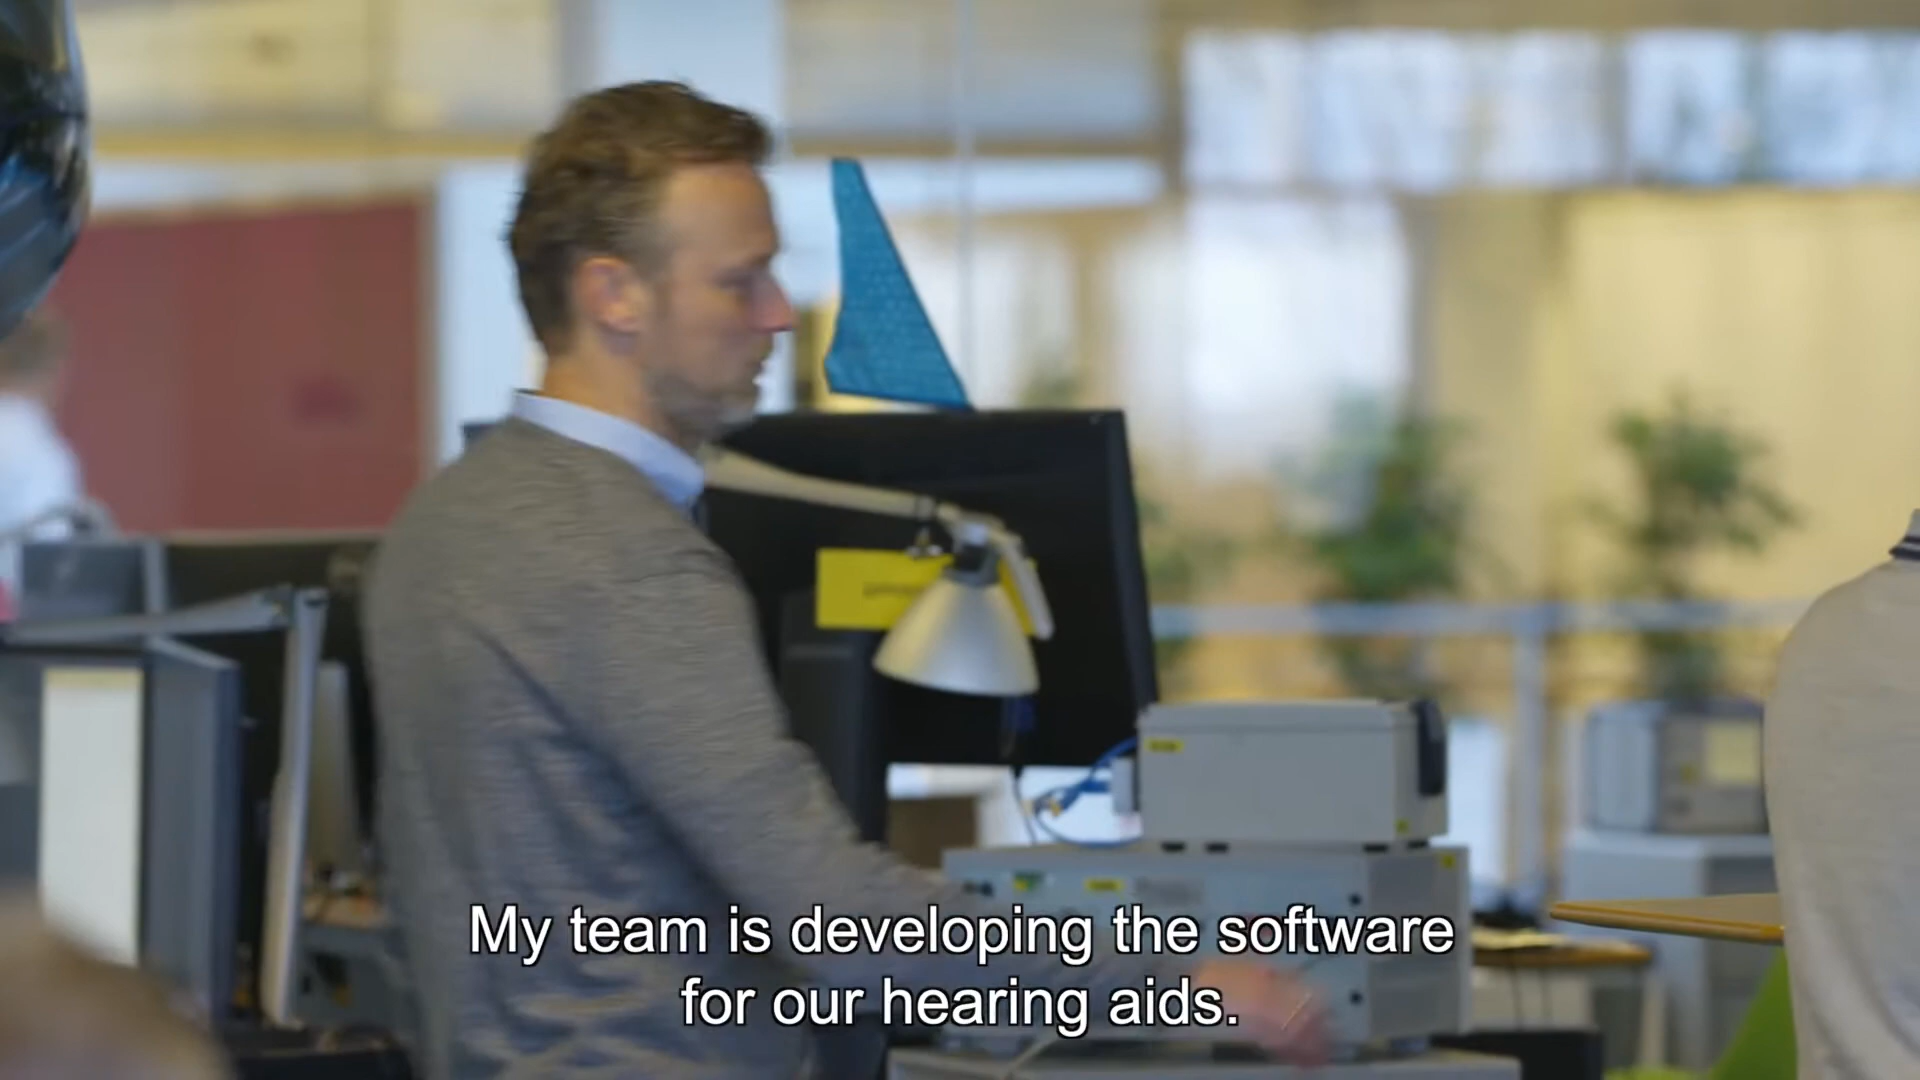 My team is developing the software
for our hearing aids.